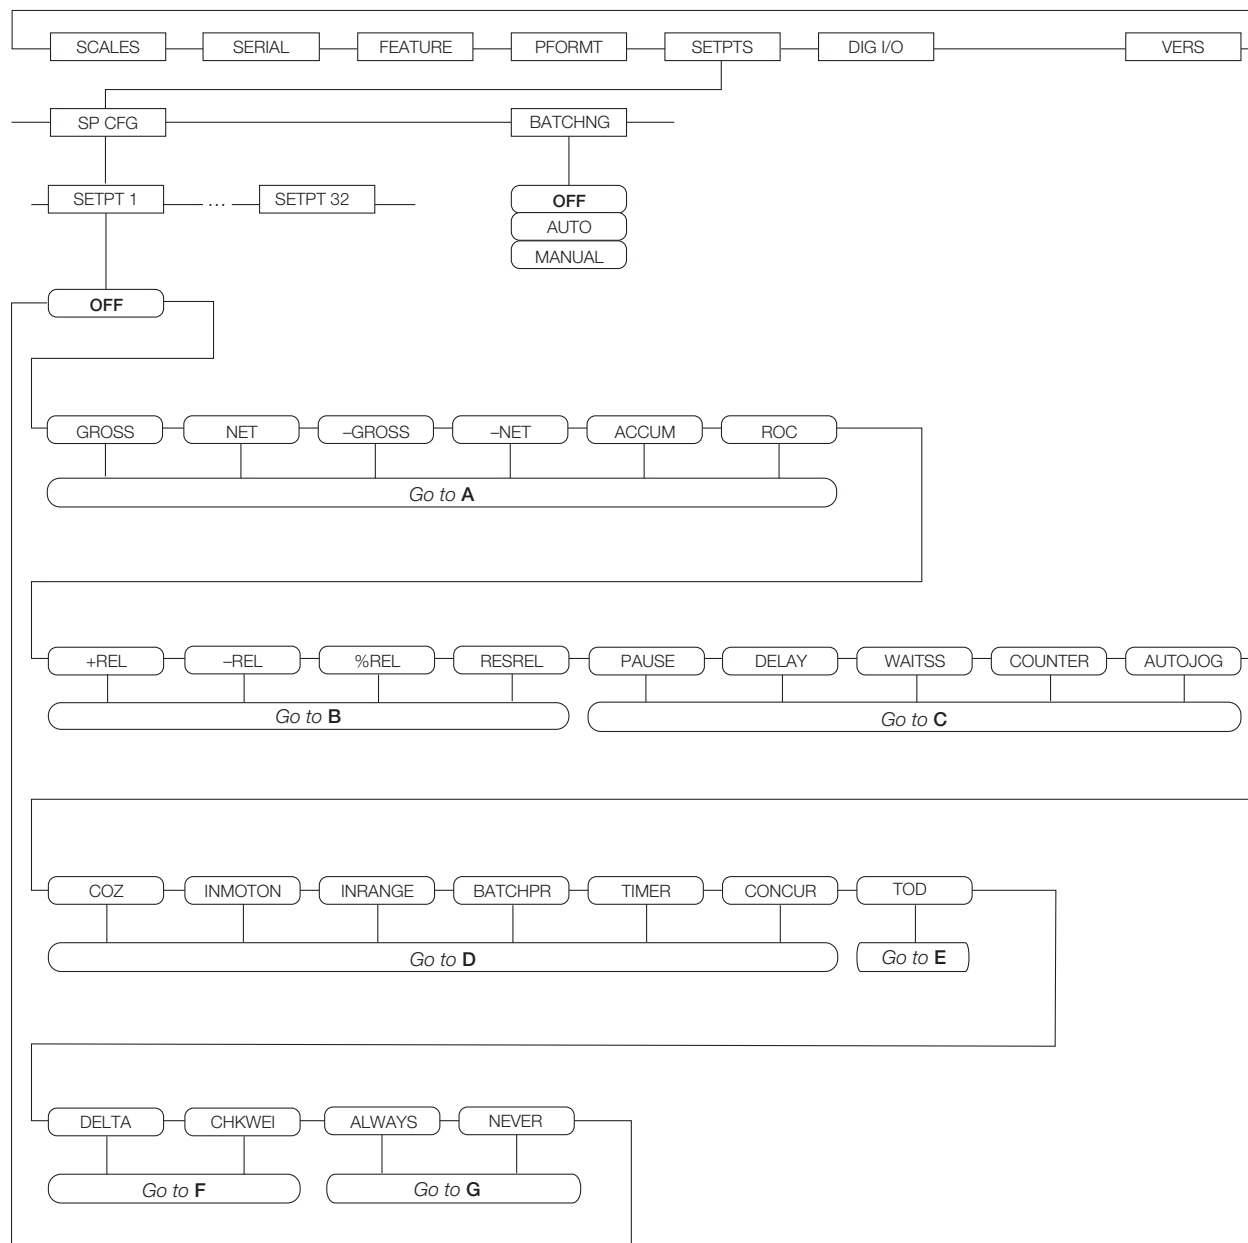 SCALES SERIAL FEATURE PFORMT SETPTS DIG I/O VERS
SP CFG BATCHNG
SETPT 1 ... SETPT 32
OFF
AUTO
MANUAL
OFF
GROSS NET –GROSS –NET ACCUM ROC
Go to A
+REL –REL %REL RESREL PAUSE DELAY WAITSS COUNTER AUTOJOG
Go to B Go to C
COZ INMOTON INRANGE BATCHPR TIMER CONCUR TOD
Go to D Go to E
DELTA CHKWEI ALWAYS NEVER
Go to F Go to G